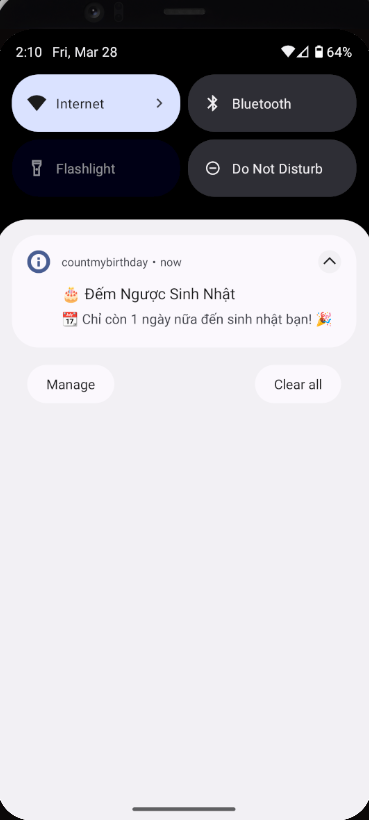 2:10 Fri, Mar 28 64%
Internet Bluetooth
Flashlight Do Not Disturb
countmybirthday • now
🎂 Đếm Ngược Sinh Nhật
📆 Chỉ còn 1 ngày nữa đến sinh nhật bạn! 🎉
Manage Clear all